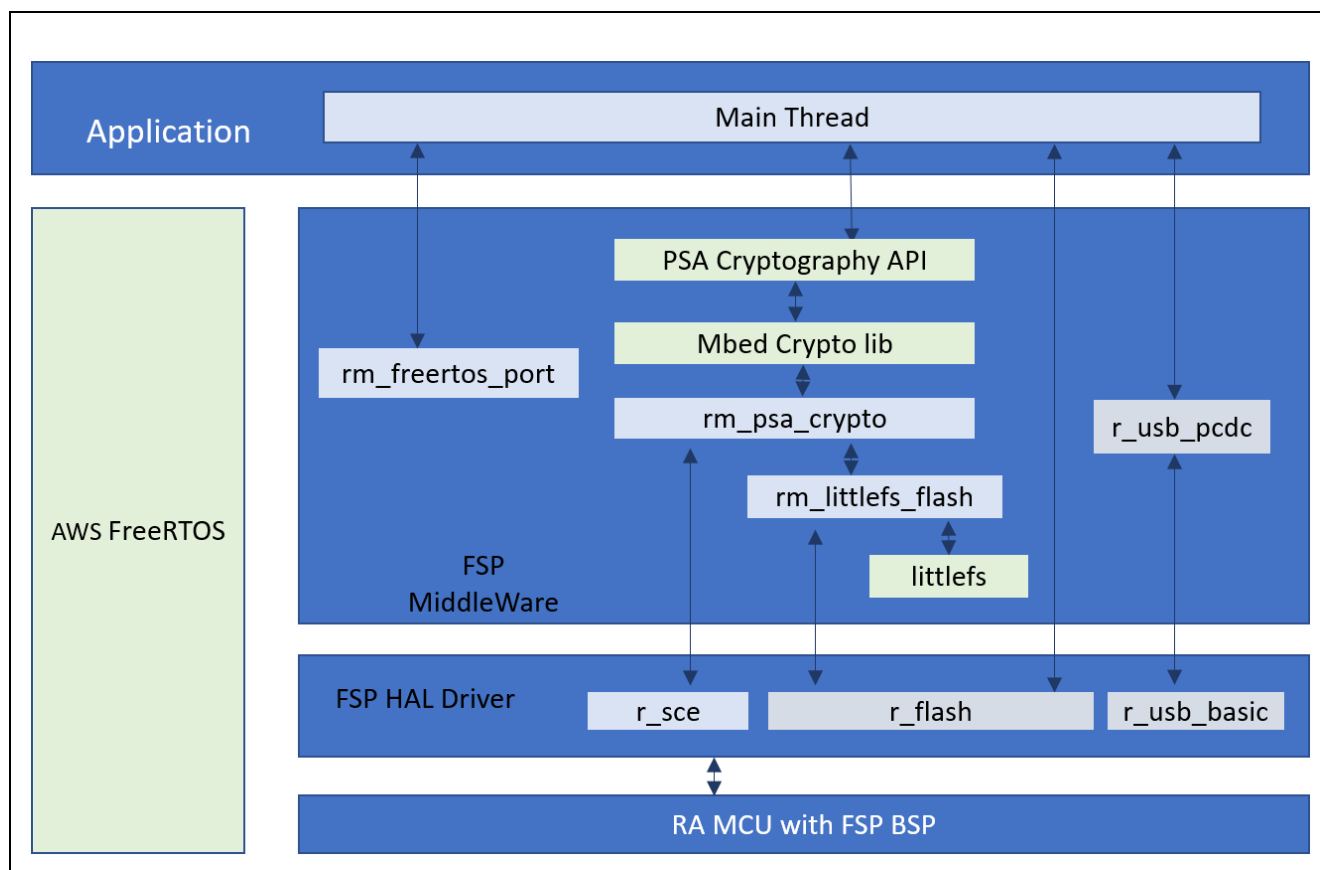 Main Thread
Application
PSA Cryptography API
Mbed Crypto lib
rm_freertos_port
rm_psa_crypto
r_usb_pcdc
rm_littlefs_flash
AWS FreeRTOS
littlefs
FSP
MiddleWare
FSP HAL Driver
r_sce
r_flash
r_usb_basic
RA MCU with FSP BSP